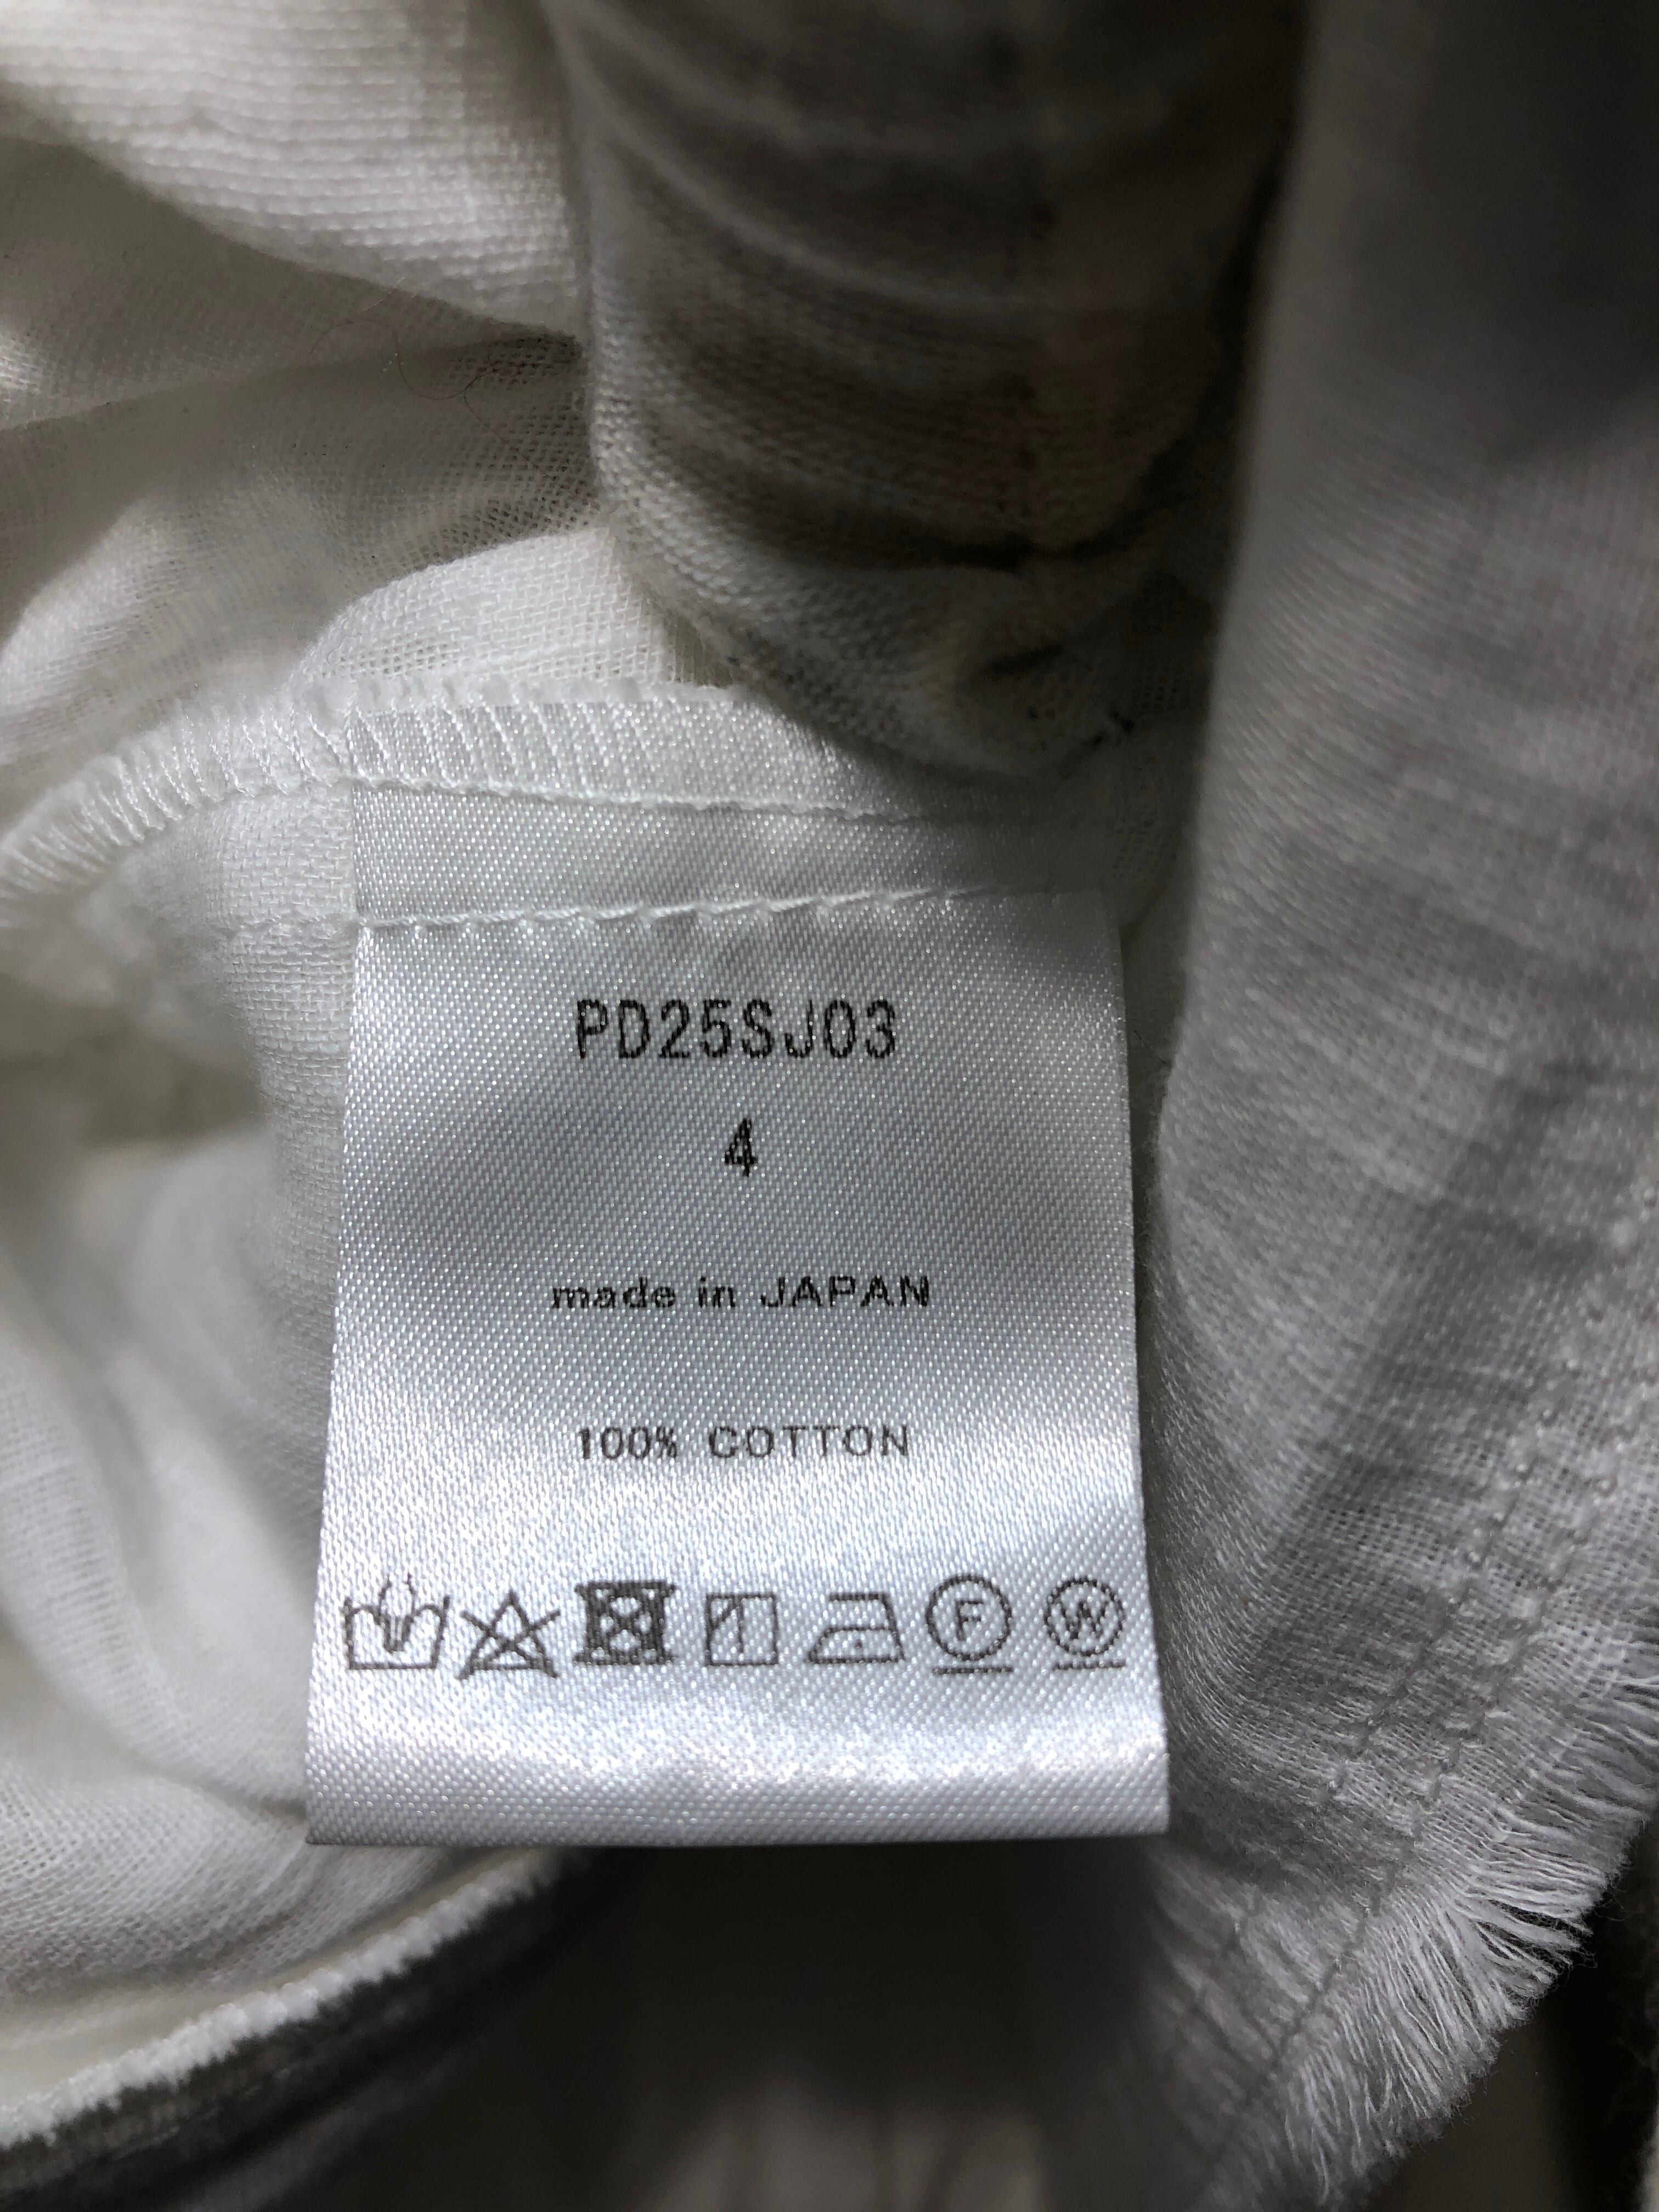 PD25SJ03
4
made in JAPAN
100% COTTON
F W